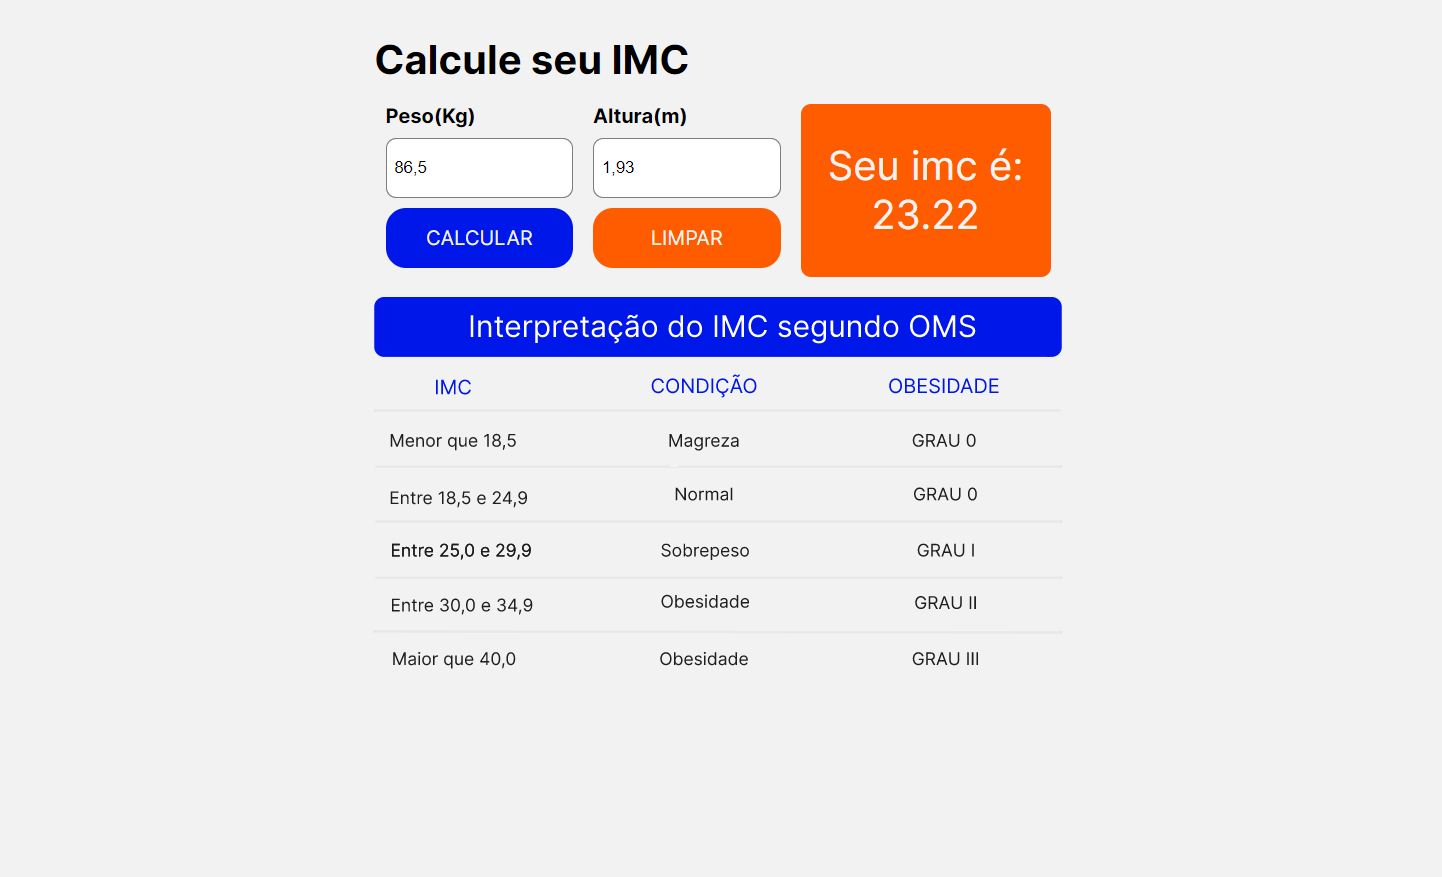 Calcule seu IMC
Peso(Kg)
Altura(m)
86,5
1,93
CALCULAR
LIMPAR
Seu imc é:
23.22
Interpretação do IMC segundo OMS
IMC CONDIÇÃO OBESIDADE
Menor que 18,5 Magreza GRAU 0
Entre 18,5 e 24,9 Normal GRAU 0
Entre 25,0 e 29,9 Sobrepeso GRAU I
Entre 30,0 e 34,9 Obesidade GRAU II
Maior que 40,0 Obesidade GRAU III